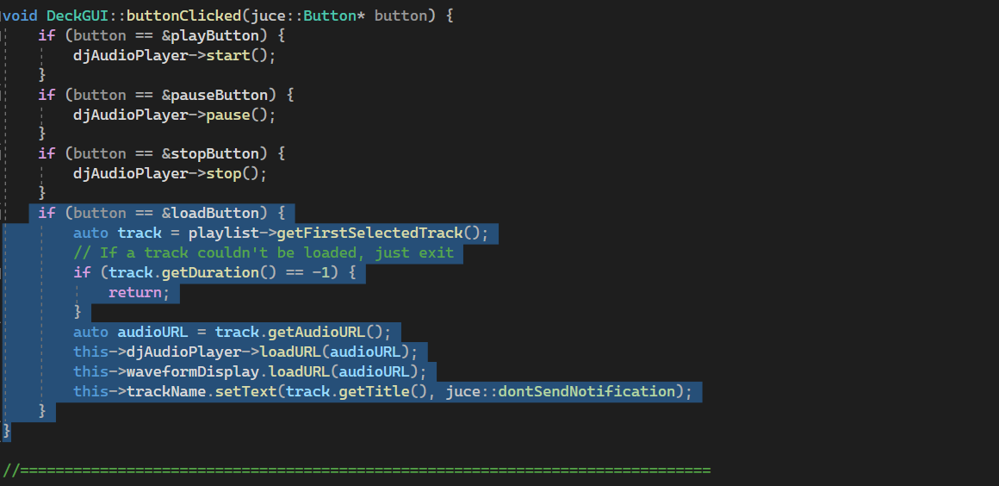 void DeckGUI::buttonClicked(juce::Button* button) {
    if (button == &playButton) {
        djAudioPlayer->start();
    }
    if (button == &pauseButton) {
        djAudioPlayer->pause();
    }
    if (button == &stopButton) {
        djAudioPlayer->stop();
    }
    if (button == &loadButton) {
        auto track = playlist->getFirstSelectedTrack();
        // If a track couldn't be loaded, just exit
        if (track.getDuration() == -1) {
            return;
        }
        auto audioURL = track.getAudioURL();
        this->djAudioPlayer->loadURL(audioURL);
        this->waveformDisplay.loadURL(audioURL);
        this->trackName.setText(track.getTitle(), juce::dontSendNotification);
    }
}
//==============================================================================